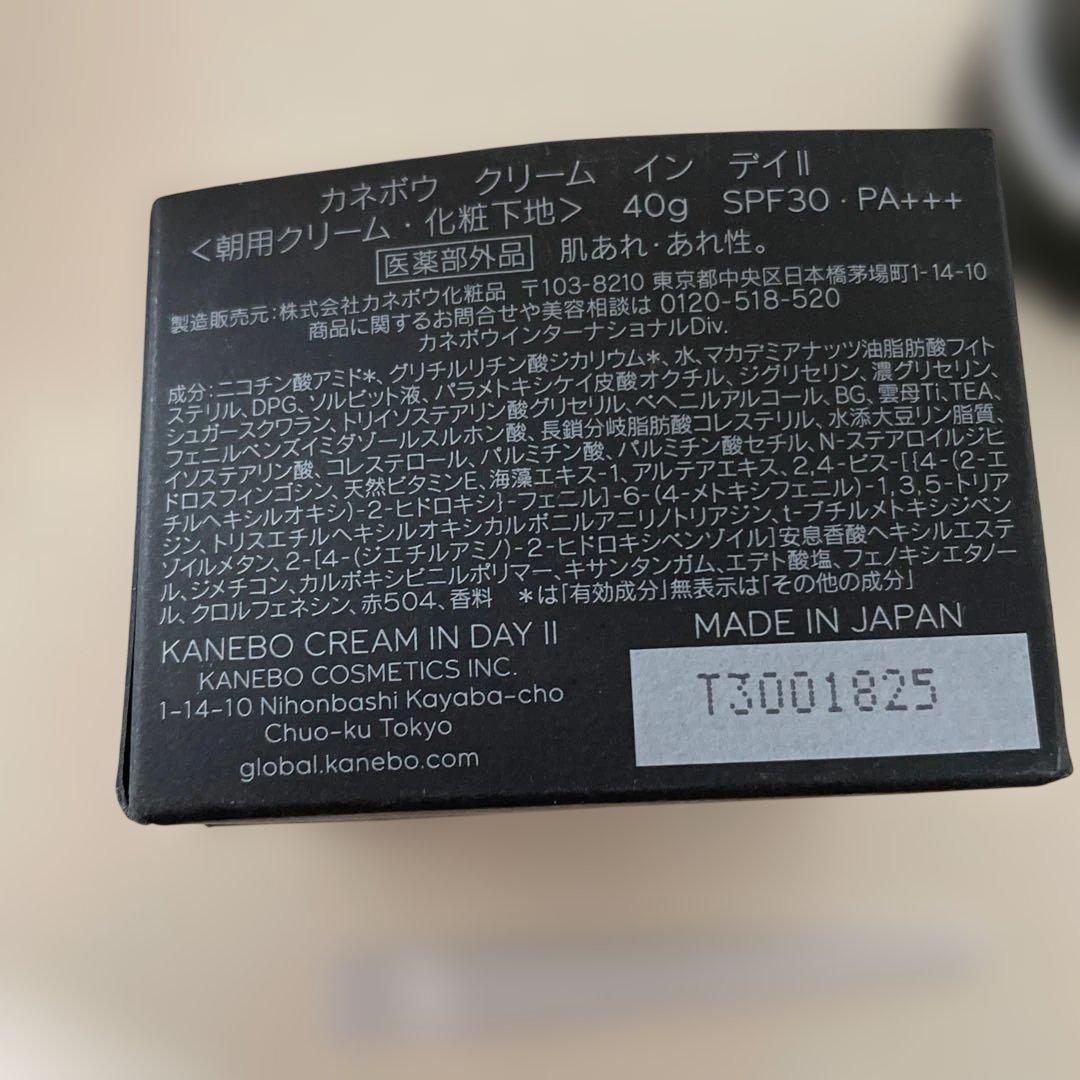 カネボウ クリーム イン デイⅡ
<朝用クリーム・化粧下地> 40g SPF30・PA+++
医薬部外品 肌あれ・あれ性。
製造販売元:株式会社カネボウ化粧品 〒103-8210 東京都中央区日本橋茅場町1-14-10
商品に関するお問合せや美容相談は 0120-518-520
カネボウインターナショナルDiv.
成分:ニコチン酸アミド*、グリチルリチン酸ジカリウム*、水、マカデミアナッツ油脂肪酸フィト
ステリル、DPG、ソルビット液、パラメトキシケイ皮酸オクチル、ジグリセリン、濃グリセリン、
シュガースクワラン、トリイソステアリン酸グリセリル、ベヘニルアルコール、BG、雲母Ti、TEA、
フェニルベンズイミダゾールスルホン酸、長鎖分岐脂肪酸コレステリル、水添大豆リン脂質、
イソステアリン酸、コレステロール、パルミチン酸、パルミチン酸セチル、N-ステアロイルジヒ
ドロスフィンゴシン、天然ビタミンE、海藻エキス-1、アルテアエキス、2,4-ビス-[{4-(2-エ
チルヘキシルオキシ)-2-ヒドロキシ}-フェニル]-6-(4-メトキシフェニル)-1,3,5-トリア
ジン、トリスエチルヘキシルオキシカルボニルアニリノトリアジン、t-ブチルメトキシジベン
ゾイルメタン、2-[4-(ジエチルアミノ)-2-ヒドロキシベンゾイル]安息香酸ヘキシルエステ
ル、ジメチコン、カルボキシビニルポリマー、キサンタンガム、エデト酸塩、フェノキシエタノー
ル、クロルフェネシン、赤504、香料 *は「有効成分」無表示は「その他の成分」
KANEBO CREAM IN DAY II
KANEBO COSMETICS INC.
1-14-10 Nihonbashi Kayaba-cho
Chuo-ku Tokyo
global.kanebo.com
MADE IN JAPAN
T3001825